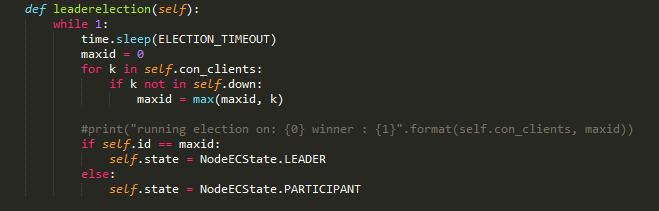 def leaderelection(self):
while 1:
time.sleep(ELECTION_TIMEOUT)
maxid = 0
for k in self.con_clients:
if k not in self.down:
maxid = max(maxid, k)
#print("running election on: {0} winner : {1}".format(self.con_clients, maxid))
if self.id == maxid:
self.state = NodeECState.LEADER
else:
self.state = NodeECState.PARTICIPANT